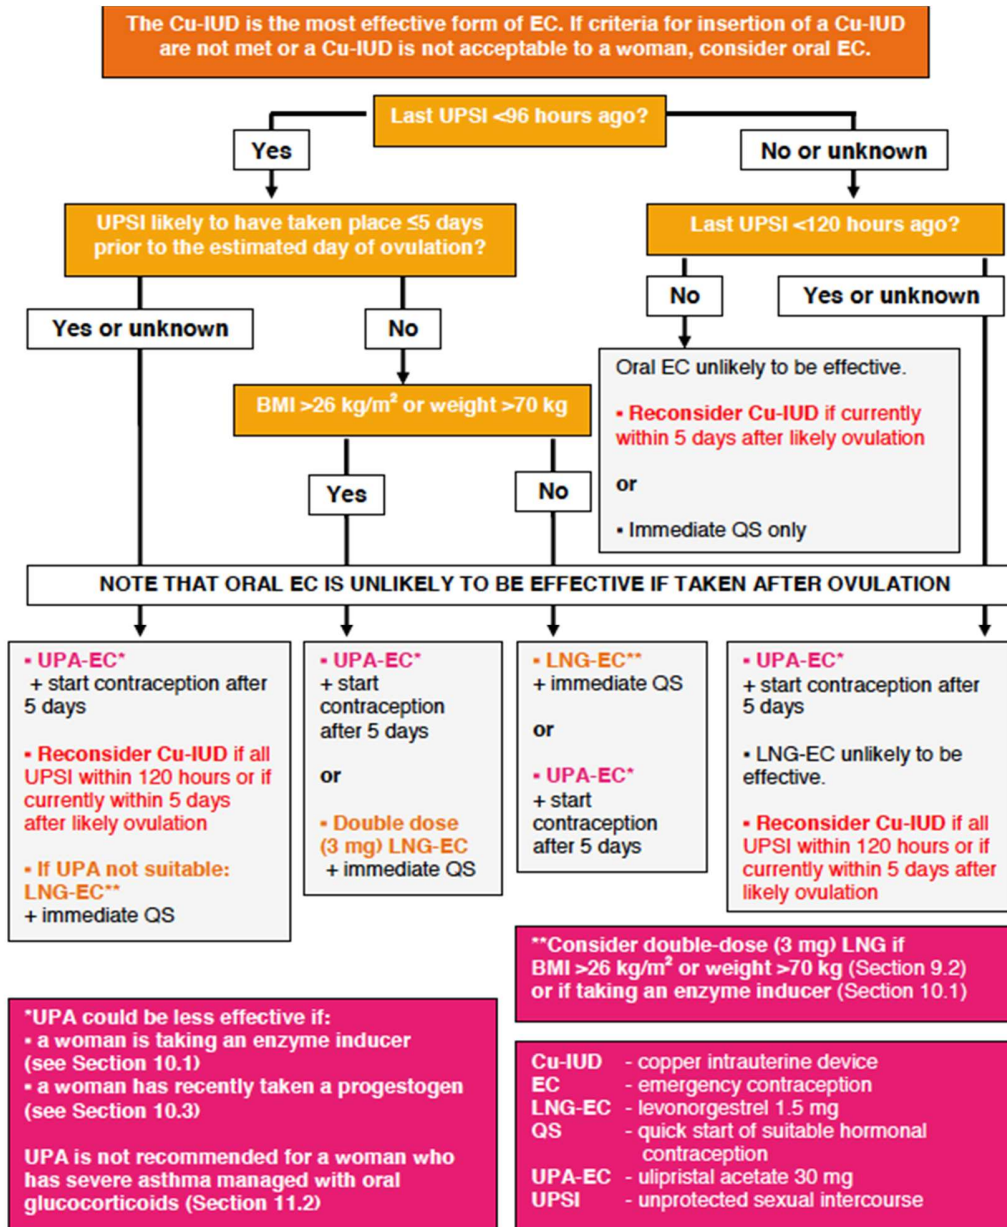 The Cu-IUD is the most effective form of EC. If criteria for insertion of a Cu-IUD
are not met or a Cu-IUD is not acceptable to a woman, consider oral EC.
Last UPSI <96 hours ago?
Yes
No or unknown
UPSI likely to have taken place ≤5 days
prior to the estimated day of ovulation?
Last UPSI <120 hours ago?
Yes or unknown
No
No
Yes or unknown
BMI >26 kg/m² or weight >70 kg
Yes
No
Oral EC unlikely to be effective.
▪ Reconsider Cu-IUD if currently
within 5 days after likely ovulation
or
▪ Immediate QS only
NOTE THAT ORAL EC IS UNLIKELY TO BE EFFECTIVE IF TAKEN AFTER OVULATION
▪ UPA-EC*
+ start contraception after
5 days
▪ Reconsider Cu-IUD if all
UPSI within 120 hours or if
currently within 5 days
after likely ovulation
▪ If UPA not suitable:
LNG-EC**
+ immediate QS
▪ UPA-EC*
+ start
contraception
after 5 days
or
▪ Double dose
(3 mg) LNG-EC
+ immediate QS
▪ LNG-EC**
+ immediate QS
or
▪ UPA-EC*
+ start
contraception
after 5 days
▪ UPA-EC*
+ start contraception after
5 days
▪ LNG-EC unlikely to be
effective.
▪ Reconsider Cu-IUD if all
UPSI within 120 hours or if
currently within 5 days after
likely ovulation
**Consider double-dose (3 mg) LNG if
BMI >26 kg/m² or weight >70 kg (Section 9.2)
or if taking an enzyme inducer (Section 10.1)
*UPA could be less effective if:
▪ a woman is taking an enzyme inducer
(see Section 10.1)
▪ a woman has recently taken a progestogen
(see Section 10.3)
UPA is not recommended for a woman who
has severe asthma managed with oral
glucocorticoids (Section 11.2)
Cu-IUD - copper intrauterine device
EC - emergency contraception
LNG-EC - levonorgestrel 1.5 mg
QS - quick start of suitable hormonal
contraception
UPA-EC - ulipristal acetate 30 mg
UPSI - unprotected sexual intercourse